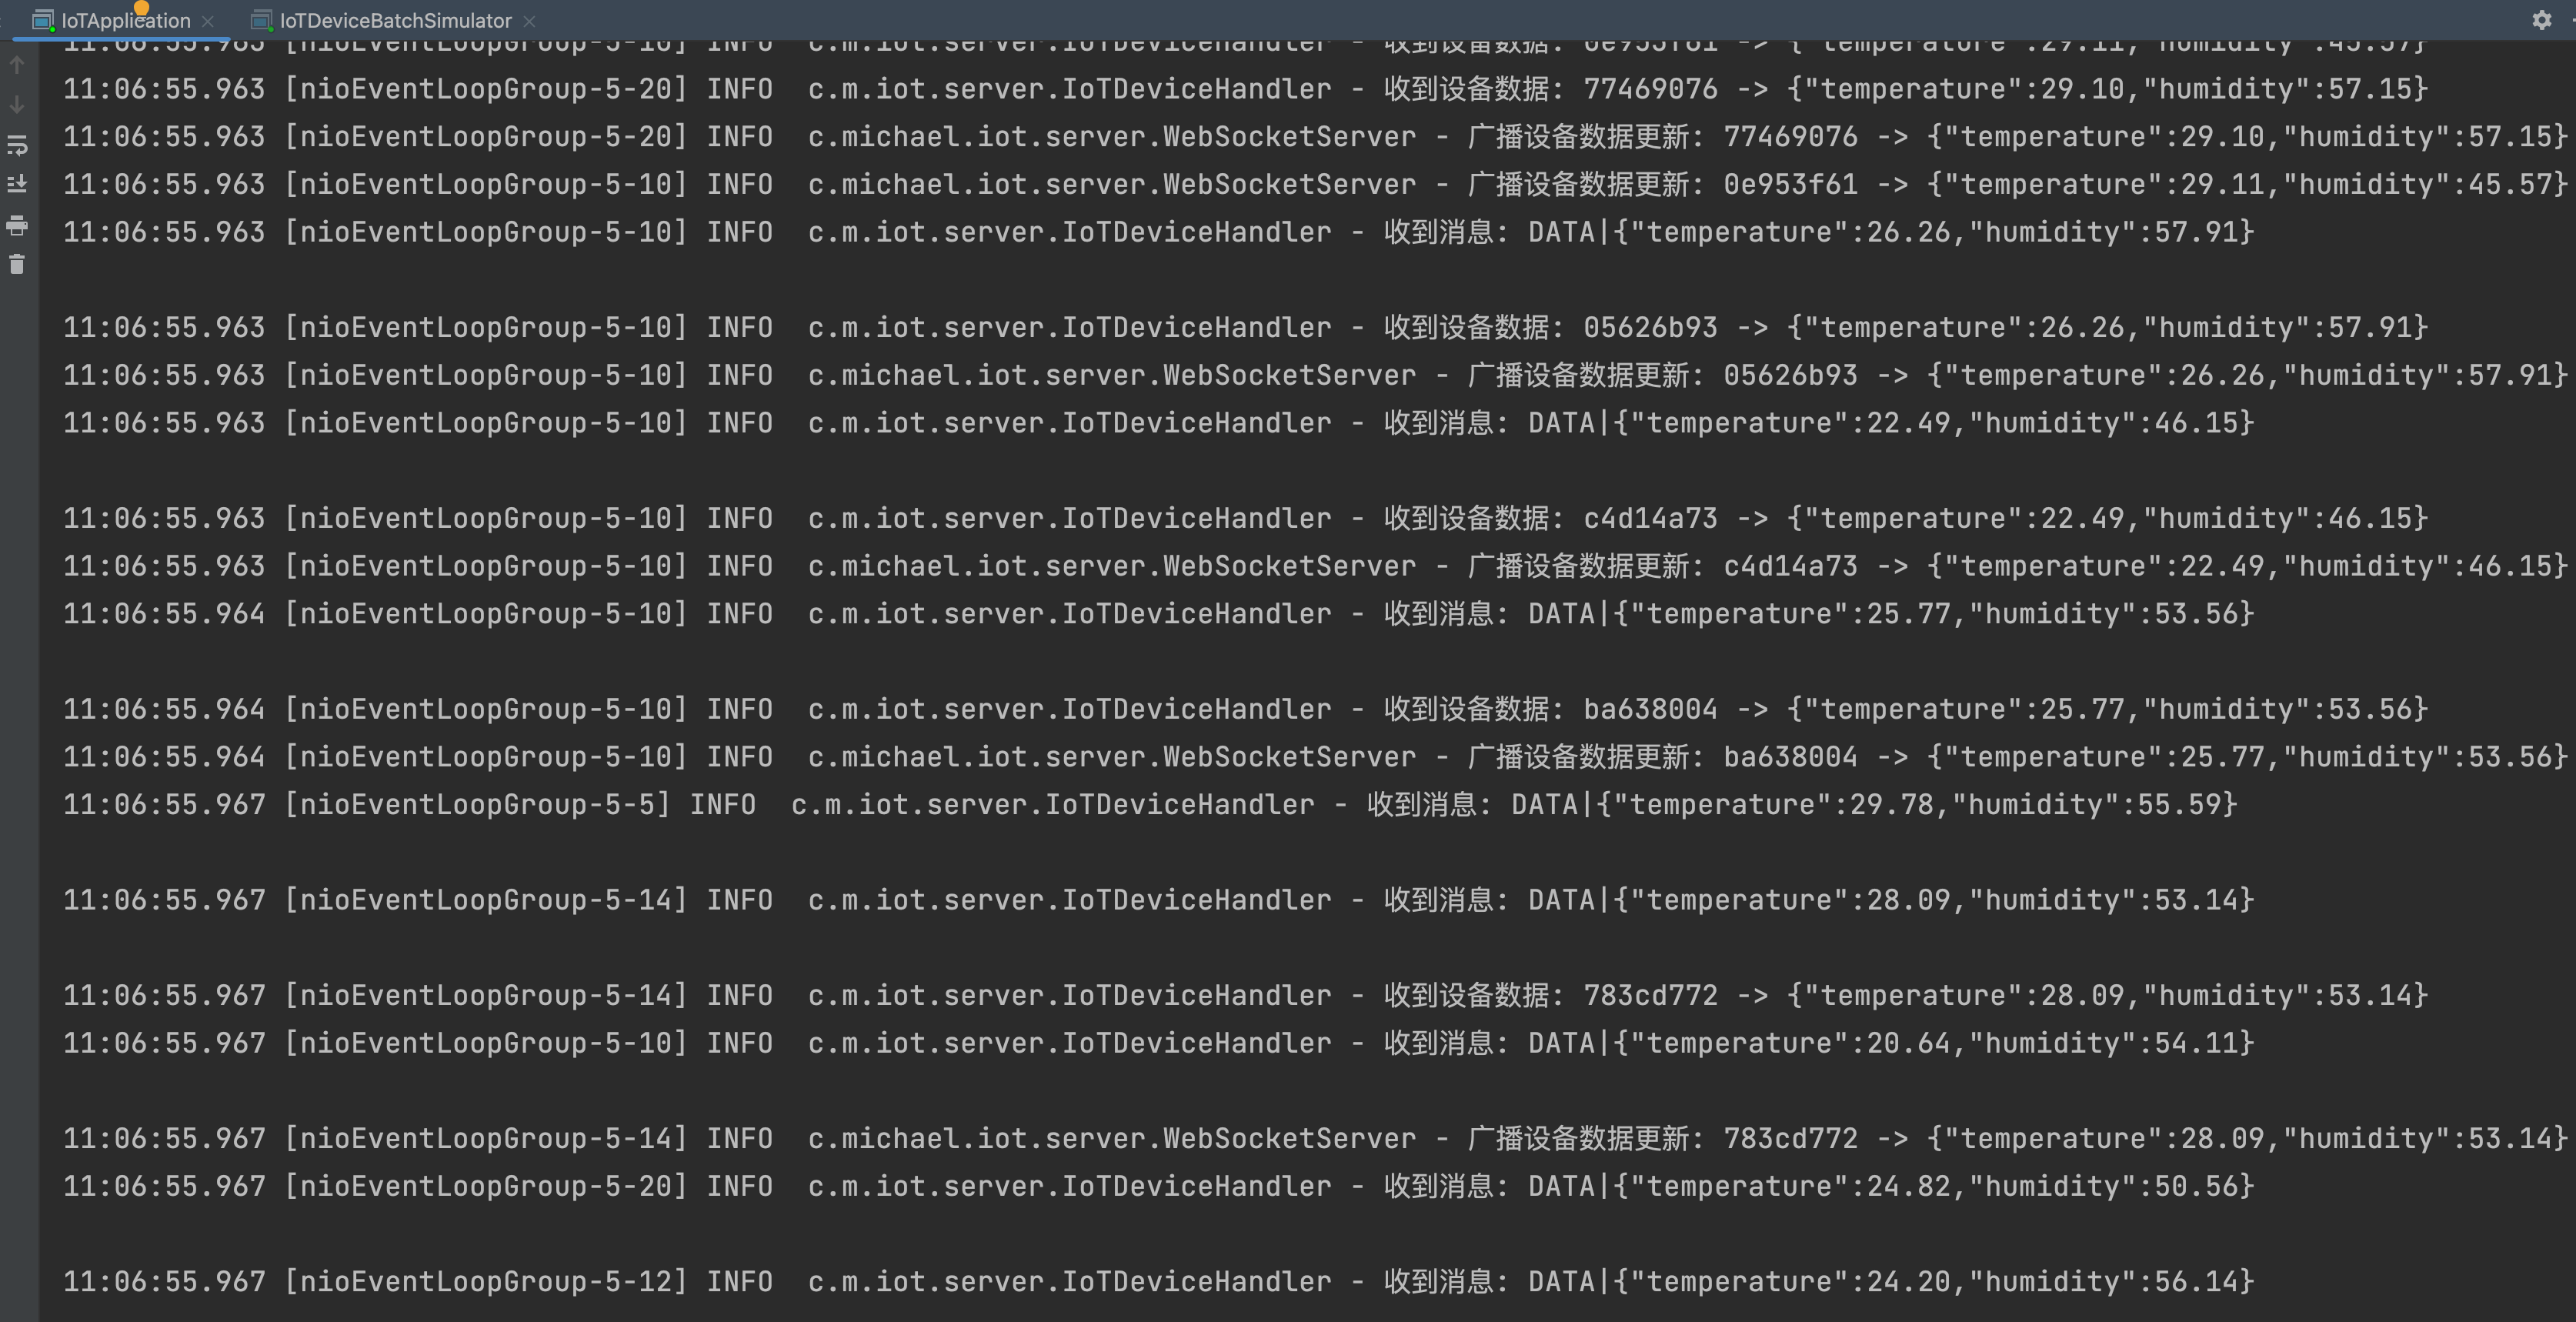 IoTApplication IoTDeviceBatchSimulator
11:06:55.963 [nioEventLoopGroup-5-10] INFO  c.m.iot.server.IoTDeviceHandler - 收到设备数据: 0e953f61 -> {"temperature":29.11,"humidity":45.57}
11:06:55.963 [nioEventLoopGroup-5-20] INFO  c.m.iot.server.IoTDeviceHandler - 收到设备数据: 77469076 -> {"temperature":29.10,"humidity":57.15}
11:06:55.963 [nioEventLoopGroup-5-20] INFO  c.michael.iot.server.WebSocketServer - 广播设备数据更新: 77469076 -> {"temperature":29.10,"humidity":57.15}
11:06:55.963 [nioEventLoopGroup-5-10] INFO  c.michael.iot.server.WebSocketServer - 广播设备数据更新: 0e953f61 -> {"temperature":29.11,"humidity":45.57}
11:06:55.963 [nioEventLoopGroup-5-10] INFO  c.m.iot.server.IoTDeviceHandler - 收到消息: DATA|{"temperature":26.26,"humidity":57.91}
11:06:55.963 [nioEventLoopGroup-5-10] INFO  c.m.iot.server.IoTDeviceHandler - 收到设备数据: 05626b93 -> {"temperature":26.26,"humidity":57.91}
11:06:55.963 [nioEventLoopGroup-5-10] INFO  c.michael.iot.server.WebSocketServer - 广播设备数据更新: 05626b93 -> {"temperature":26.26,"humidity":57.91}
11:06:55.963 [nioEventLoopGroup-5-10] INFO  c.m.iot.server.IoTDeviceHandler - 收到消息: DATA|{"temperature":22.49,"humidity":46.15}
11:06:55.963 [nioEventLoopGroup-5-10] INFO  c.m.iot.server.IoTDeviceHandler - 收到设备数据: c4d14a73 -> {"temperature":22.49,"humidity":46.15}
11:06:55.963 [nioEventLoopGroup-5-10] INFO  c.michael.iot.server.WebSocketServer - 广播设备数据更新: c4d14a73 -> {"temperature":22.49,"humidity":46.15}
11:06:55.964 [nioEventLoopGroup-5-10] INFO  c.m.iot.server.IoTDeviceHandler - 收到消息: DATA|{"temperature":25.77,"humidity":53.56}
11:06:55.964 [nioEventLoopGroup-5-10] INFO  c.m.iot.server.IoTDeviceHandler - 收到设备数据: ba638004 -> {"temperature":25.77,"humidity":53.56}
11:06:55.964 [nioEventLoopGroup-5-10] INFO  c.michael.iot.server.WebSocketServer - 广播设备数据更新: ba638004 -> {"temperature":25.77,"humidity":53.56}
11:06:55.967 [nioEventLoopGroup-5-5] INFO  c.m.iot.server.IoTDeviceHandler - 收到消息: DATA|{"temperature":29.78,"humidity":55.59}
11:06:55.967 [nioEventLoopGroup-5-14] INFO  c.m.iot.server.IoTDeviceHandler - 收到消息: DATA|{"temperature":28.09,"humidity":53.14}
11:06:55.967 [nioEventLoopGroup-5-14] INFO  c.m.iot.server.IoTDeviceHandler - 收到设备数据: 783cd772 -> {"temperature":28.09,"humidity":53.14}
11:06:55.967 [nioEventLoopGroup-5-10] INFO  c.m.iot.server.IoTDeviceHandler - 收到消息: DATA|{"temperature":20.64,"humidity":54.11}
11:06:55.967 [nioEventLoopGroup-5-14] INFO  c.michael.iot.server.WebSocketServer - 广播设备数据更新: 783cd772 -> {"temperature":28.09,"humidity":53.14}
11:06:55.967 [nioEventLoopGroup-5-20] INFO  c.m.iot.server.IoTDeviceHandler - 收到消息: DATA|{"temperature":24.82,"humidity":50.56}
11:06:55.967 [nioEventLoopGroup-5-12] INFO  c.m.iot.server.IoTDeviceHandler - 收到消息: DATA|{"temperature":24.20,"humidity":56.14}